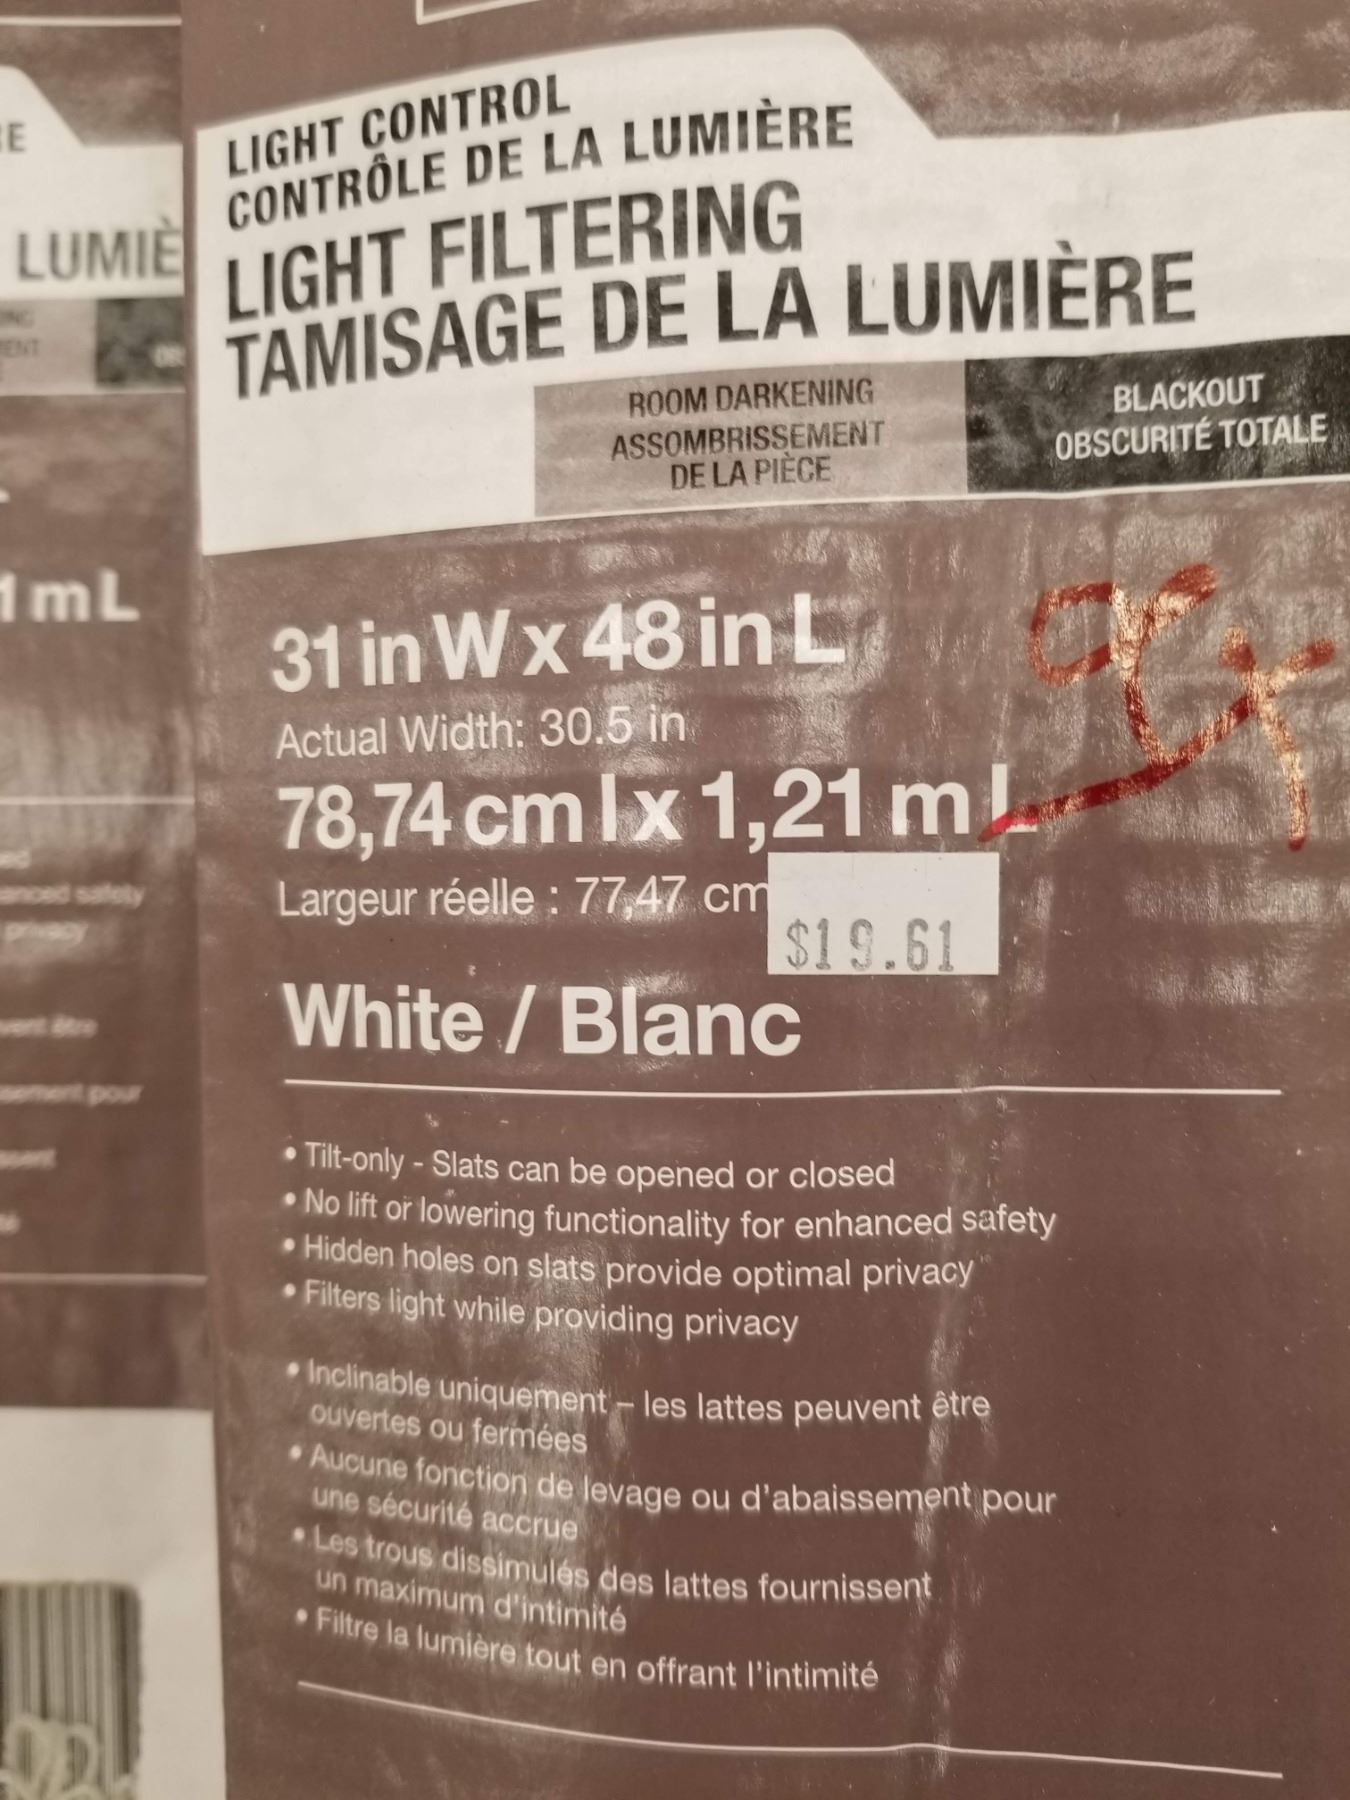 LIGHT CONTROL
CONTRÔLE DE LA LUMIÈRE
LIGHT FILTERING
TAMISAGE DE LA LUMIÈRE
ROOM DARKENING
ASSOMBRISSEMENT
DE LA PIÈCE
BLACKOUT
OBSCURITÉ TOTALE
31 in W x 48 in L
Actual Width: 30.5 in
78,74 cm l x 1,21 m L
Largeur réelle : 77,47 cm
$19.61
White / Blanc
• Tilt-only - Slats can be opened or closed
• No lift or lowering functionality for enhanced safety
• Hidden holes on slats provide optimal privacy
• Filters light while providing privacy
• Inclinable uniquement – les lattes peuvent être
ouvertes ou fermées
• Aucune fonction de levage ou d'abaissement pour
une sécurité accrue
• Les trous dissimulés des lattes fournissent
un maximum d'intimité
• Filtre la lumière tout en offrant l'intimité
1 m L
privacy